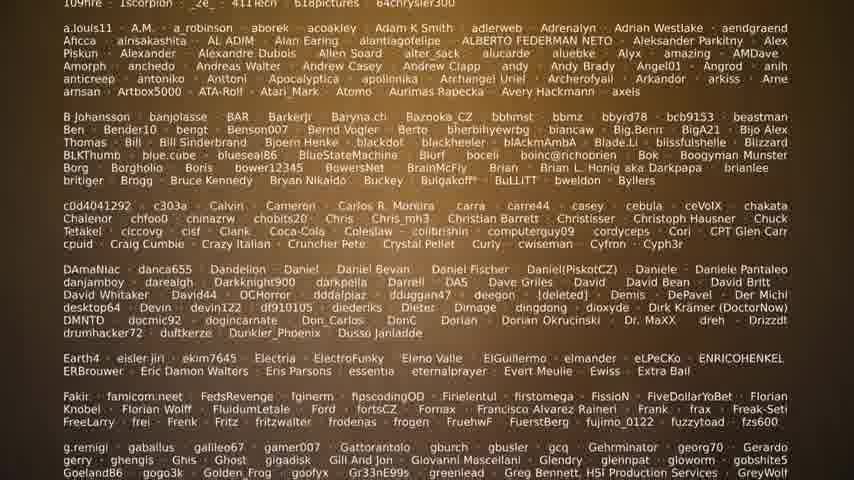 109fire · 1scorpion · _ze_ · 411Tech · 61Bpictures · 64chrysler300
a.louis11 · A.M. · a_robinson · aborek · acoakley · Adam K Smith · adlerweb · Adrenalyn · Adrian Westlake · aendgraend
Africca · airisakashita · AL ADIM · Alan Earing · alantiagofelipe · ALBERTO FEDERMAN NETO · Aleksander Parkitny · Alex
Piskun · Alexander · Alexandre Dubois · Allen Soard · alter_sack · alucarde · aluebke · Alyx · amazing · AMDave
Amorph · anchedo · Andreas Walter · Andrew Casey · Andrew Clapp · andy · Andy Brady · Angel01 · Angrod · anih
anticreep · antoniko · Anttoni · Apocalyptica · apolionika · Archangel Uriel · Archerofyail · Arkandor · arkiss · Arne
arnsan · Artbox5000 · ATA-Roll · Atari_Mark · Atomo · Aurimas Rapecka · Avery Hackmann · axels
B Johansson · banjolasse · BAR · BarkerJr · Baryna.ch · Bazooka_CZ · bbhmst · bbmz · bbyrd78 · bcb9153 · beastman
Ben · Bender10 · bengt · Benson007 · Bernd Vogler · Berto · bherbihyewrbg · biancaw · Big.Benn · BigA21 · Bijo Alex
Thomas · Bill · Bill Sinderbrand · Bjoern Henke · blackdot · blackheeler · blAckmAmbA · Blade.Li · blissfulshelle · Blizzard
BLKThumb · blue.cube · blueseal86 · BlueStateMachine · Blurf · boceli · boinc@richobrien · Bok · Boogyman Munster
Borg · Borgholio · Boris · bower12345 · BowersNet · BrainMcFly · Brian · Brian L. Honig aka Darkpapa · brianlee
britiger · Brogg · Bruce Kennedy · Bryan Nikaido · Buckey · Bulgakoff · BuLLiTT · bweldon · Byllers
c0d4041292 · c303a · Calvin · Cameron · Carlos R. Moreira · carra · carre44 · casey · cebula · ceVolX · chakata
Chalenor · chfoo0 · chnnazrw · chobits20 · Chris · Chris_mh3 · Christian Barrett · Christisser · Christoph Hausner · Chuck
Tetakel · ciccovg · cisf · Clank · Coca-Cola · Coleslaw · collbrishin · computerguy09 · cordyceps · Cori · CPT Glen Carr
cpuid · Craig Cumbie · Crazy Italian · Cruncher Pete · Crystal Pellet · Curly · cwiseman · Cyfron · Cyph3r
DAmaNiac · danca655 · Dandelion · Daniel · Daniel Bevan · Daniel Fischer · Daniel(PiskotCZ) · Daniele · Daniele Pantaleo
danjamboy · darealgh · Darkknight900 · darkpella · Darrell · DAS · Dave Griles · David · David Bean · David Britt
David Whitaker · David44 · DCHorror · dddalpiaz · dduggan47 · deegon · [deleted] · Demis · DePavel · Der Michl
desktop64 · Devin · devin122 · df910105 · diederiks · Dieter · Dimage · dingdong · dioxyde · Dirk Krämer (DoctorNow)
DMNTD · docmic92 · dogincarnate · Don_Carlos · DonC · Dorian · Dorian Okrucinski · Dr. MaXX · dreh · Drizzdt
drumhacker72 · duftkerze · Dunkler_Phoenix · Dusso Janladde
Earth4 · eisler jiri · ekim7645 · Electria · ElectroFunky · Eleno Valle · ElGuillermo · elmander · eLPeCKo · ENRICOHENKEL
ERBrouwer · Eric Damon Walters · Eris Parsons · essentia · eternalprayer · Evert Meulie · Ewiss · Extra Ball
Fakir · famicom.neet · FedsRevenge · fginerm · fipscodingOD · Firielentul · firstomega · FissioN · FiveDollarYoBet · Florian
Knobel · Florian Wolff · FluidumLetale · Ford · fortsCZ · Fornax · Francisco Alvarez Raineri · Frank · frax · Freak-Seti
FreeLarry · frei · Frenk · Fritz · fritzwalter · frodenas · frogen · FruehwF · FuerstBerg · fujimo_0122 · fuzzytoad · fzs600
g.remigi · gaballus · galileo67 · gamer007 · Gattorantolo · gburch · gbusler · gcq · Gehrminator · georg70 · Gerardo
gerry · ghengis · Ghis · Ghost · gigadisk · Gill And Jon · Giovanni Mascellani · Glendry · glennpat · gloworm · gobshite5
Goeland86 · gogo3k · Golden_Frog · goofyx · Gr33nE99s · greenlead · Greg Bennett, HSI Production Services · GreyWolf